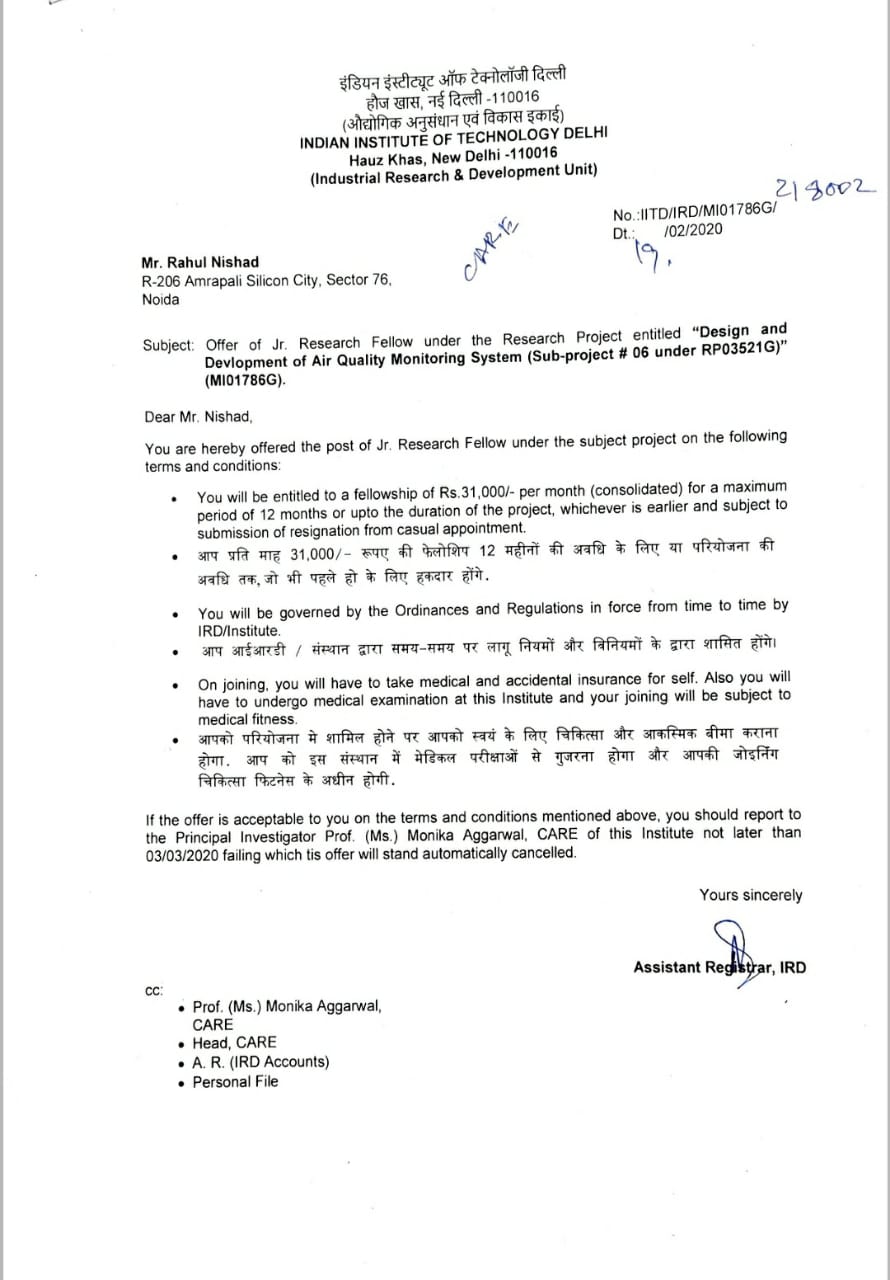 इंडियन इंस्टीट्यूट ऑफ टेक्नोलॉजी दिल्ली
हौज खास, नई दिल्ली -110016
(औद्योगिक अनुसंधान एवं विकास इकाई)
INDIAN INSTITUTE OF TECHNOLOGY DELHI
Hauz Khas, New Delhi -110016
(Industrial Research & Development Unit)
No.:IITD/IRD/MI01786G/
Dt.: 19. /02/2020
CARE
Mr. Rahul Nishad
R-206 Amrapali Silicon City, Sector 76,
Noida
Subject: Offer of Jr. Research Fellow under the Research Project entitled “Design and
Devlopment of Air Quality Monitoring System (Sub-project # 06 under RP03521G)”
(MI01786G).
Dear Mr. Nishad,
You are hereby offered the post of Jr. Research Fellow under the subject project on the following
terms and conditions:
• You will be entitled to a fellowship of Rs.31,000/- per month (consolidated) for a maximum
period of 12 months or upto the duration of the project, whichever is earlier and subject to
submission of resignation from casual appointment.
• आप प्रति माह 31,000/- रूपए की फेलोशिप 12 महीनों की अवधि के लिए या परियोजना की
अवधि तक, जो भी पहले हो के लिए हकदार होंगे.
• You will be governed by the Ordinances and Regulations in force from time to time by
IRD/Institute.
• आप आईआरडी / संस्थान द्वारा समय-समय पर लागू नियमों और विनियमों के द्वारा शासित होंगे।
• On joining, you will have to take medical and accidental insurance for self. Also you will
have to undergo medical examination at this Institute and your joining will be subject to
medical fitness.
• आपको परियोजना मे शामिल होने पर आपको स्वयं के लिए चिकित्सा और आकस्मिक बीमा कराना
होगा. आप को इस संस्थान में मेडिकल परीक्षाओं से गुजरना होगा और आपकी जोइनिंग
चिकित्सा फिटनेस के अधीन होगी.
If the offer is acceptable to you on the terms and conditions mentioned above, you should report to
the Principal Investigator Prof. (Ms.) Monika Aggarwal, CARE of this Institute not later than
03/03/2020 failing which tis offer will stand automatically cancelled.
Yours sincerely
Assistant Registrar, IRD
cc:
• Prof. (Ms.) Monika Aggarwal,
CARE
• Head, CARE
• A. R. (IRD Accounts)
• Personal File